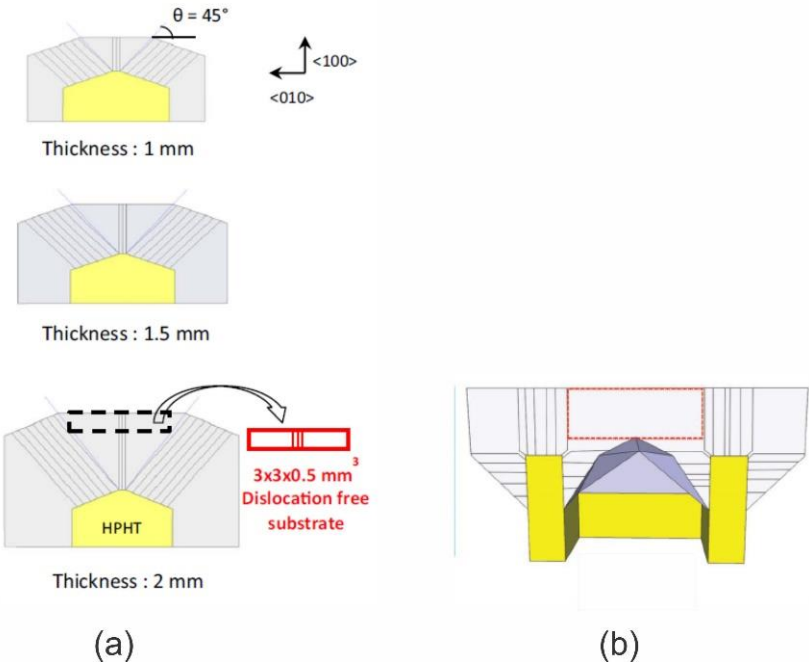 θ = 45°
<100>
<010>
Thickness : 1 mm
Thickness : 1.5 mm
3x3x0.5 mm³
Dislocation free
substrate
HPHT
Thickness : 2 mm
(a)
(b)